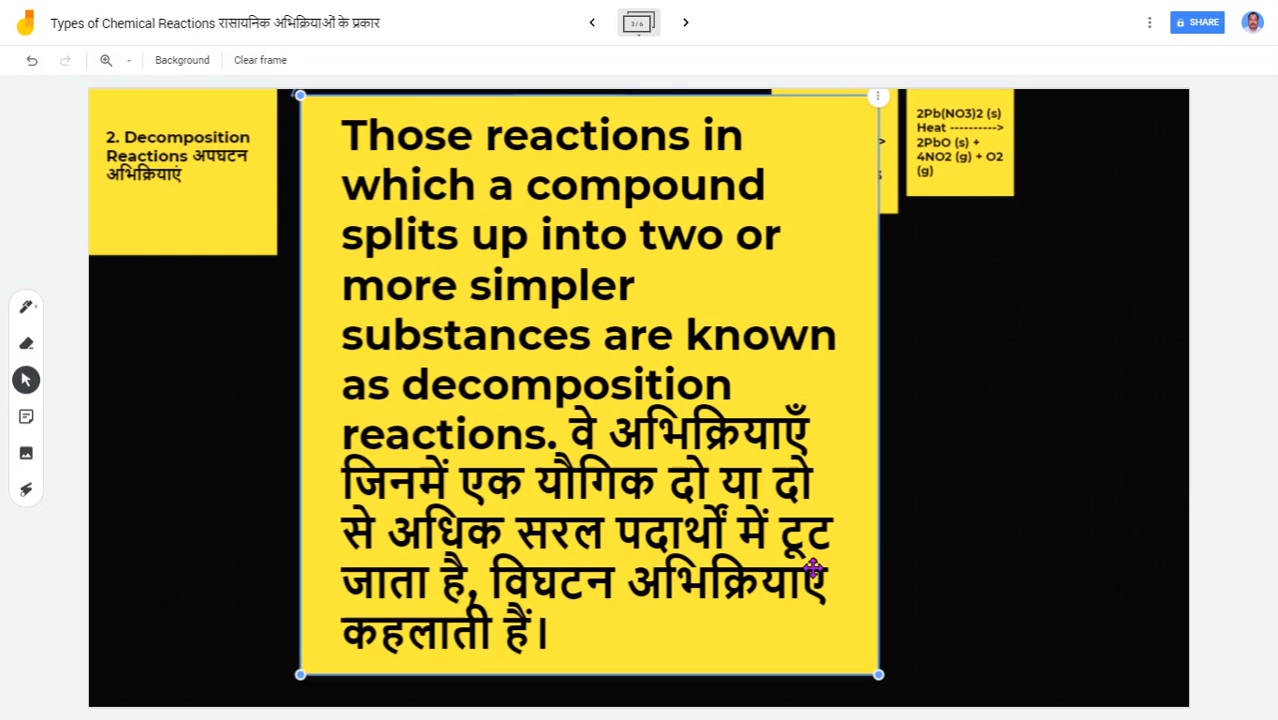 Types of Chemical Reactions रासायनिक अभिक्रियाओं के प्रकार
3/6
SHARE
Background
Clear frame
2. Decomposition
Reactions अपघटन
अभिक्रियाएं
Those reactions in
which a compound
splits up into two or
more simpler
substances are known
as decomposition
reactions. वे अभिक्रियाएँ
जिनमें एक यौगिक दो या दो
से अधिक सरल पदार्थों में टूट
जाता है, विघटन अभिक्रियाएं
कहलाती हैं।
2Pb(NO3)2 (s)
Heat ---------->
2PbO (s) +
4NO2 (g) + O2
(g)